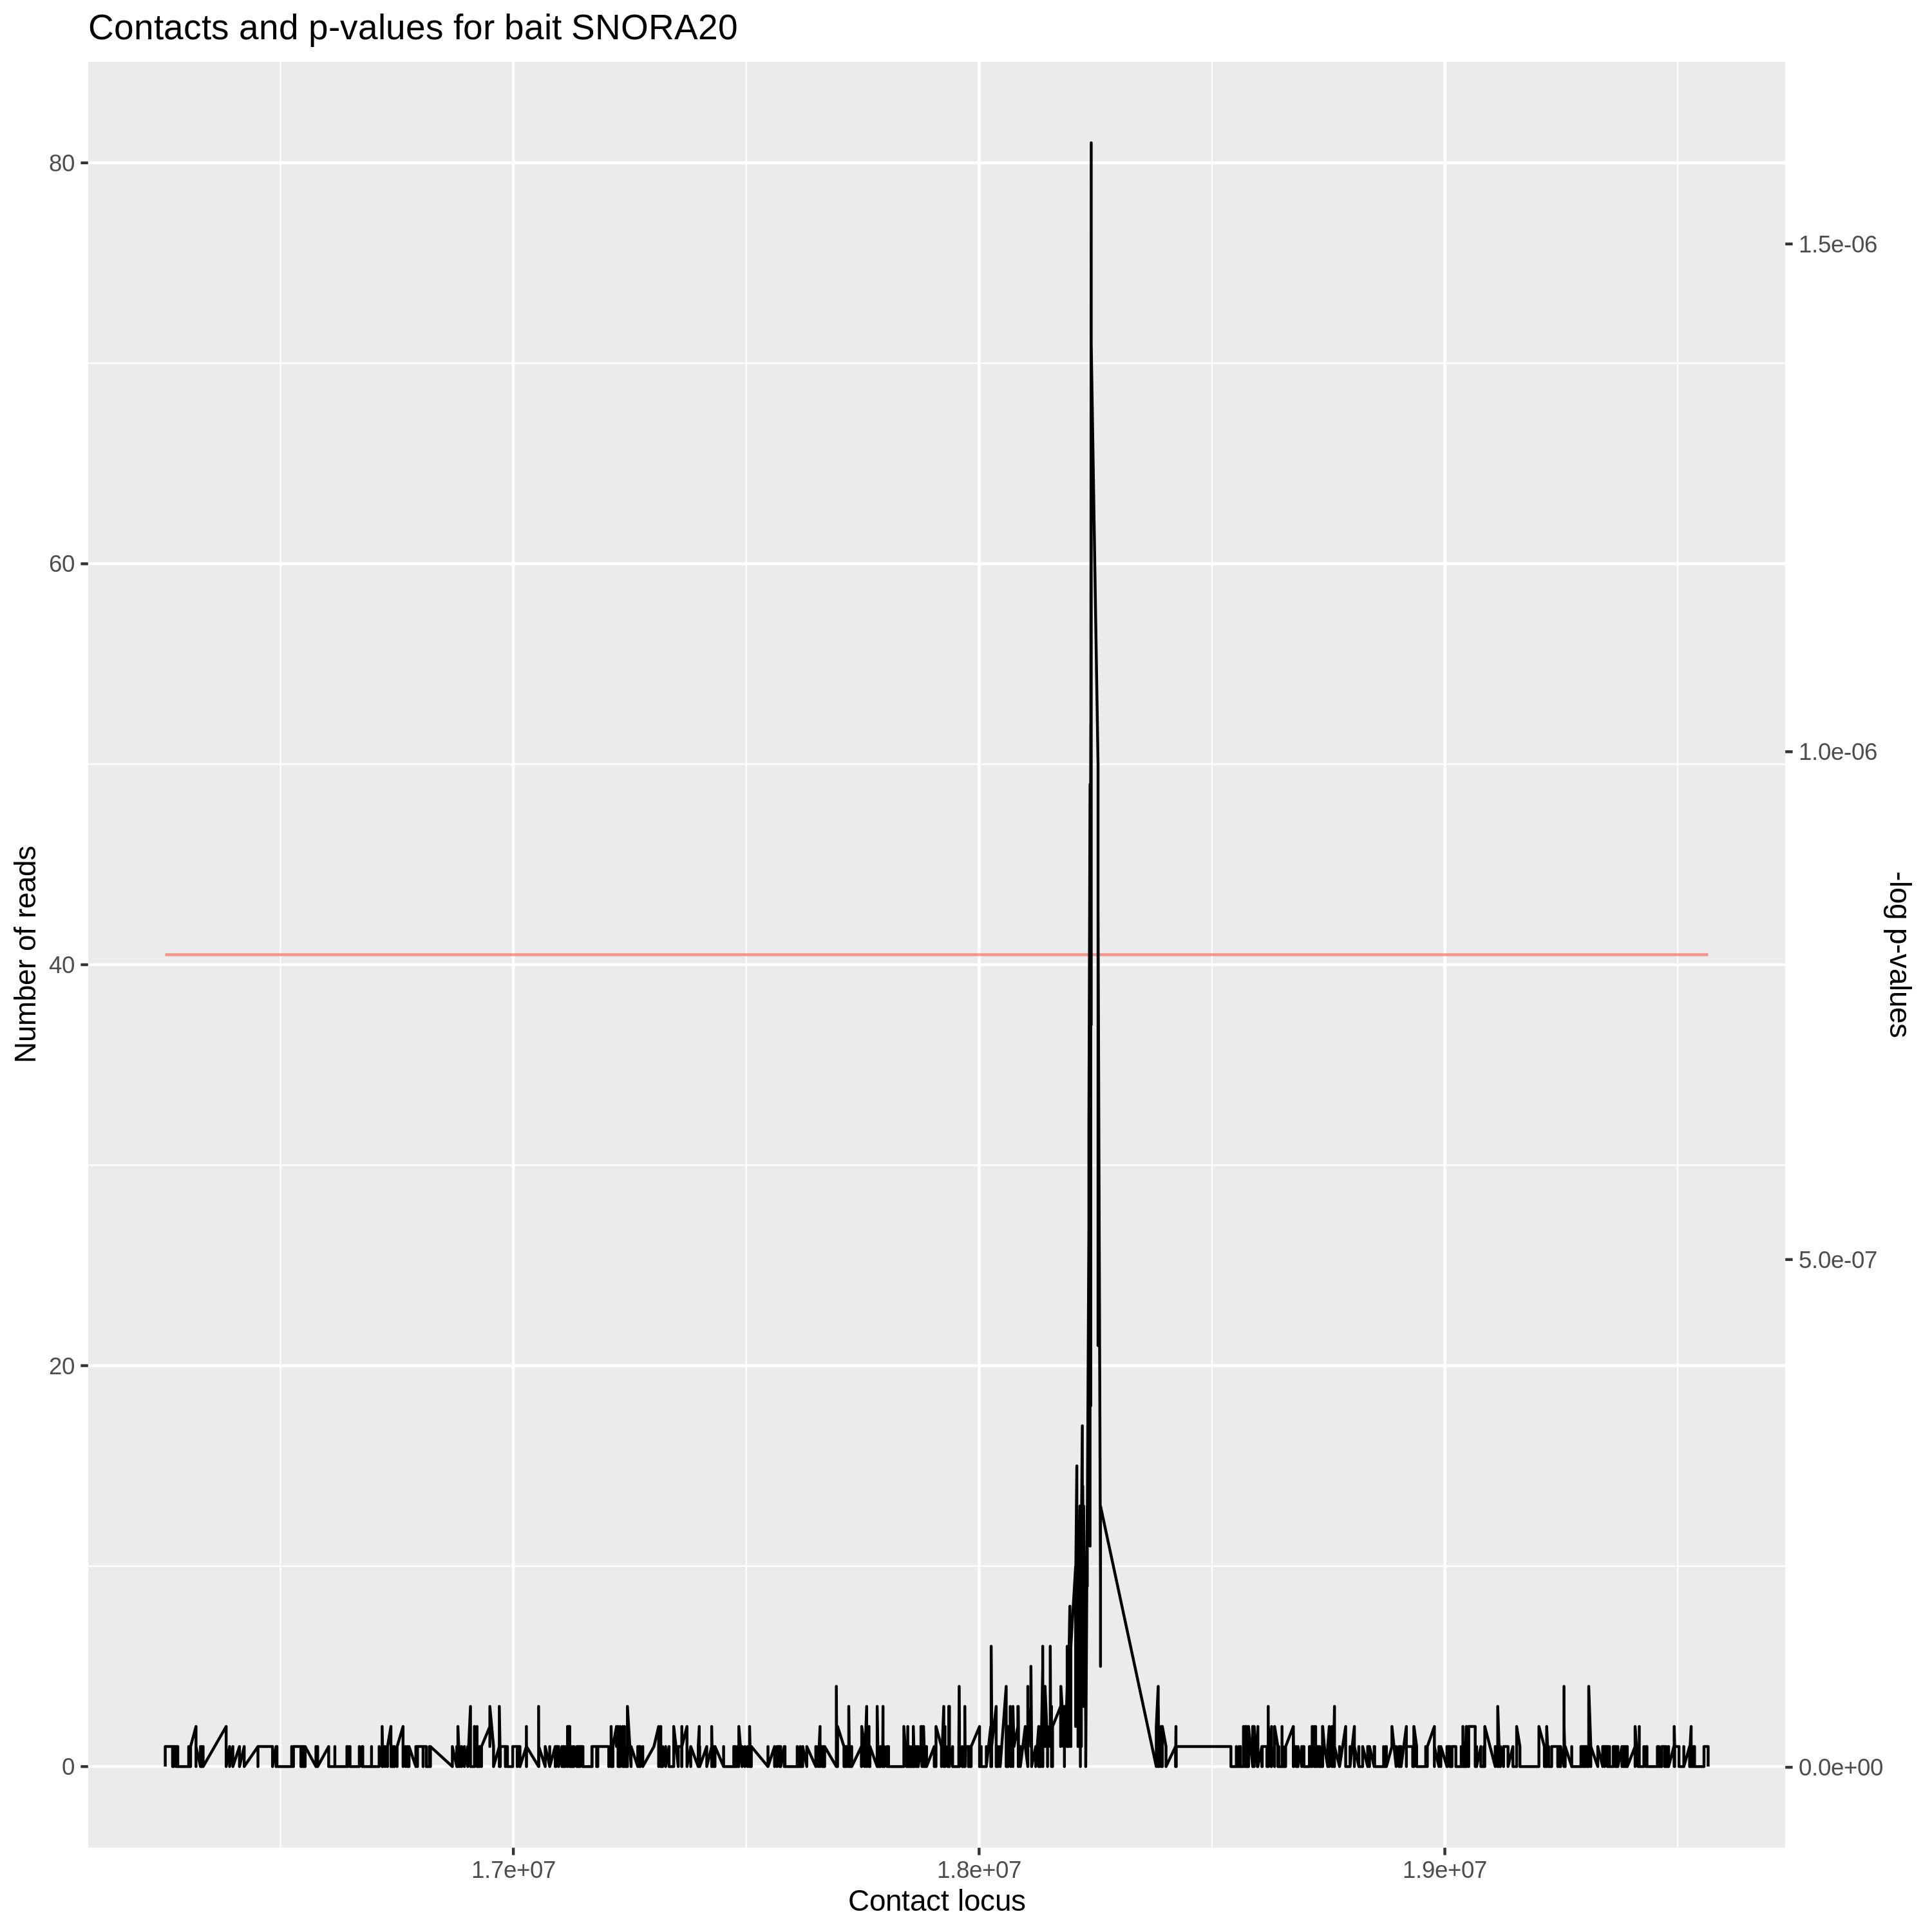 Contacts and p-values for bait SNORA20
80
60
40
20
0
Number of reads
1.5e-06
1.0e-06
5.0e-07
0.0e+00
-log p-values
1.7e+07
1.8e+07
1.9e+07
Contact locus